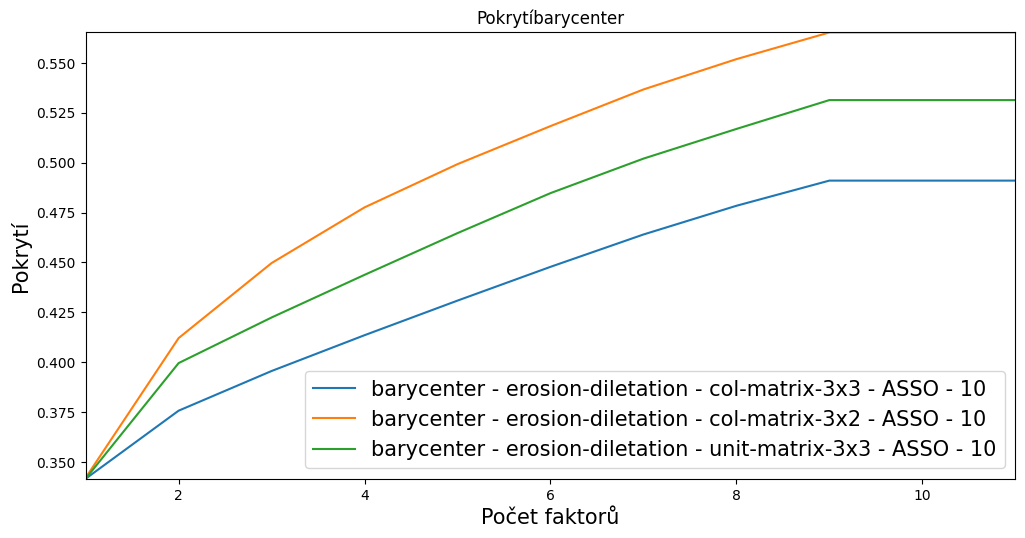 Pokrytíbarycenter
0.550
0.525
0.500
0.475
0.450
0.425
0.400
0.375
0.350
Pokrytí
barycenter - erosion-diletation - col-matrix-3x3 - ASSO - 10
barycenter - erosion-diletation - col-matrix-3x2 - ASSO - 10
barycenter - erosion-diletation - unit-matrix-3x3 - ASSO - 10
2 4 6 8 10
Počet faktorů